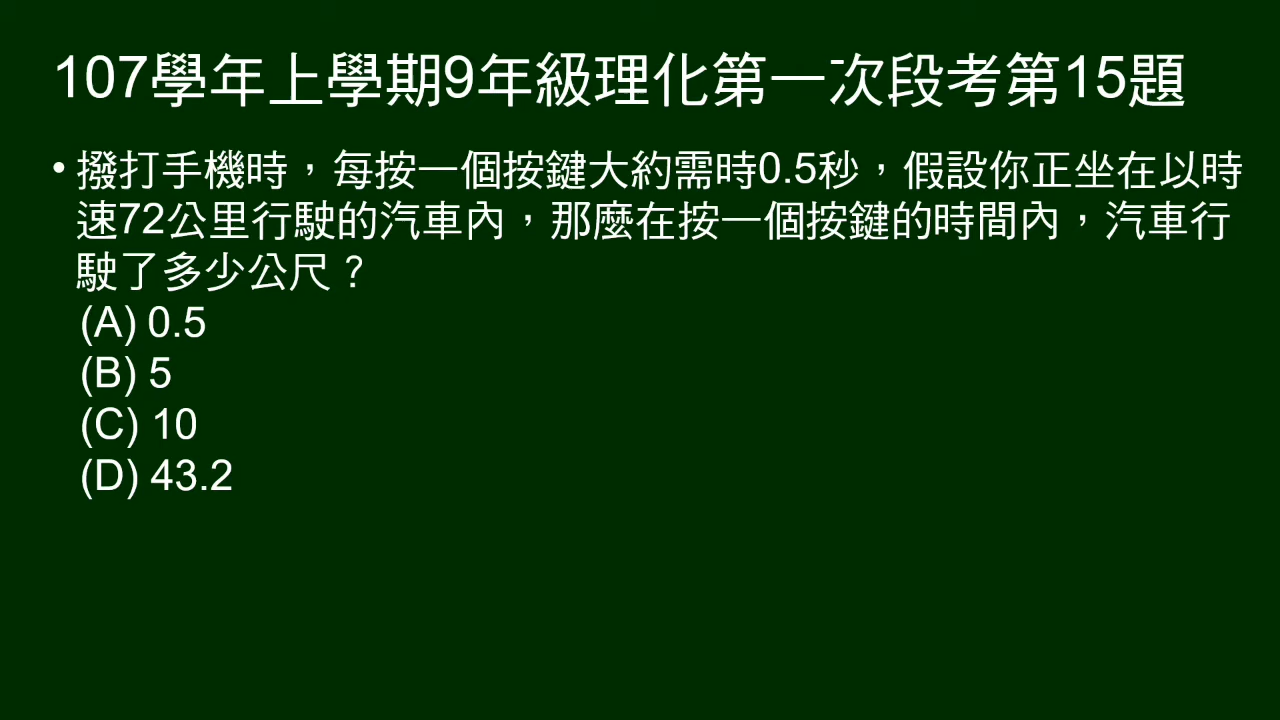 107學年上學期9年級理化第一次段考第15題
• 撥打手機時，每按一個按鍵大約需時0.5秒，假設你正坐在以時
速72公里行駛的汽車內，那麼在按一個按鍵的時間內，汽車行
駛了多少公尺？
(A) 0.5
(B) 5
(C) 10
(D) 43.2